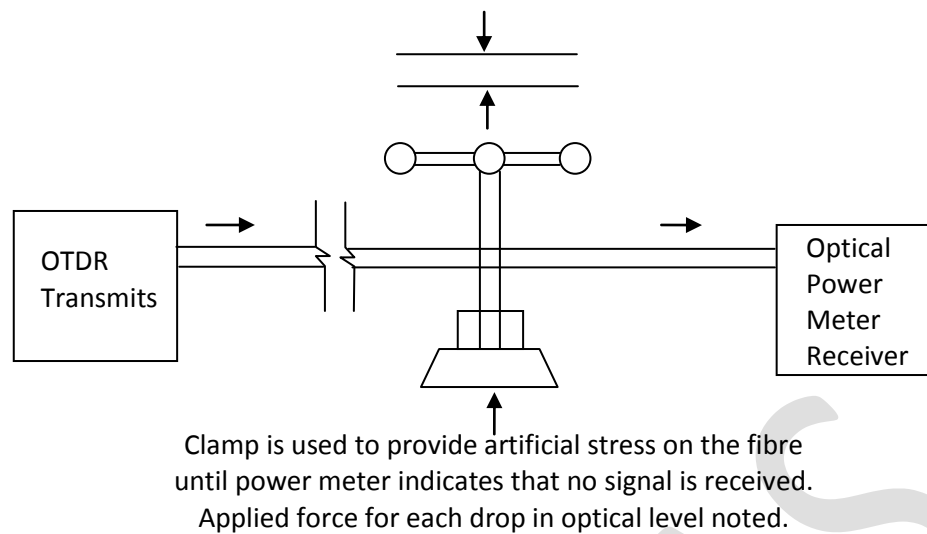 OTDR
Transmits
Optical
Power
Meter
Receiver
Clamp is used to provide artificial stress on the fibre
until power meter indicates that no signal is received.
Applied force for each drop in optical level noted.